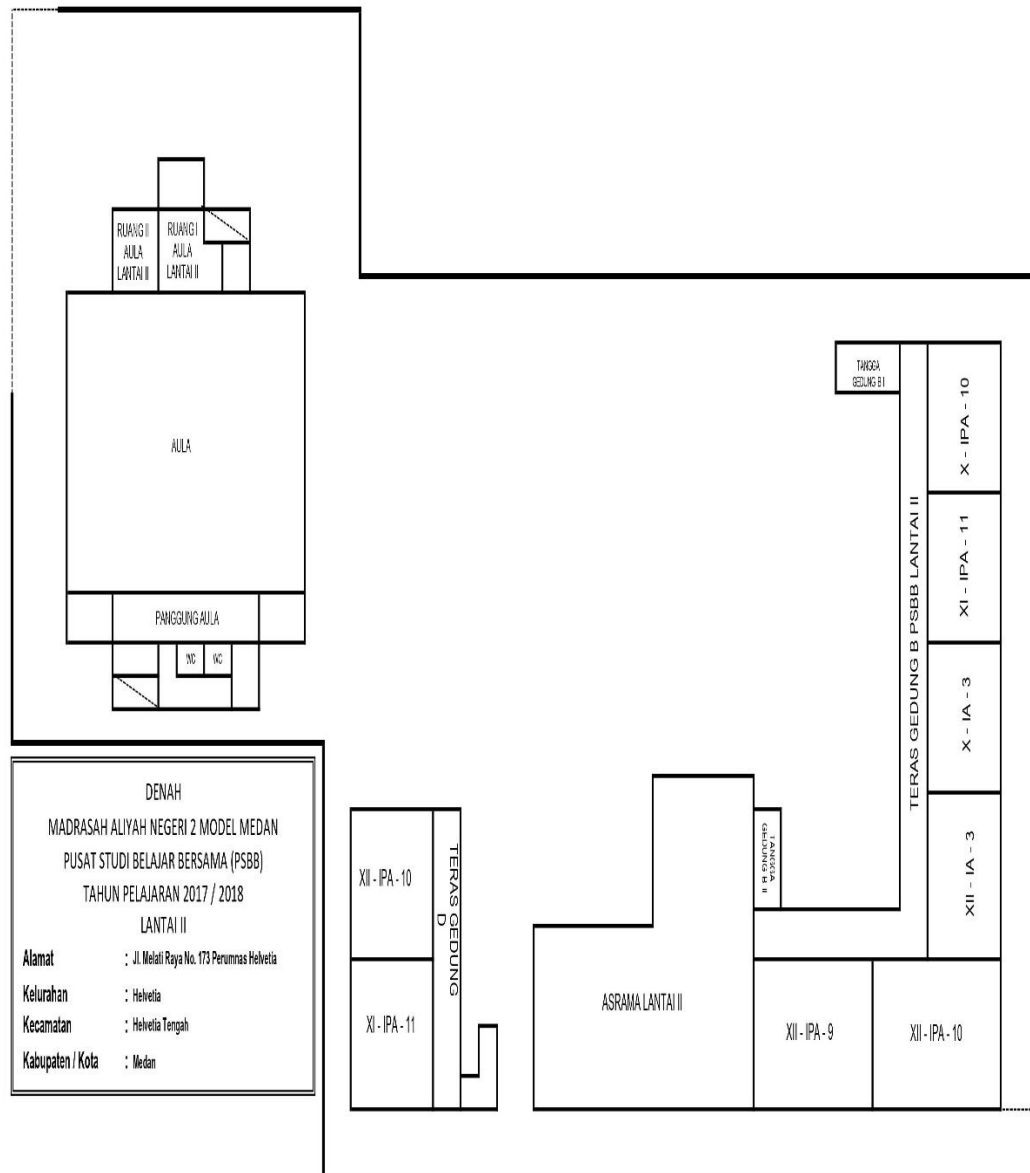 RUANG II
AULA
LANTAI II
RUANG I
AULA
LANTAI II
AULA
PANGGUNG AULA
WC
WC
TANGGA
GEDUNG B I
TERAS GEDUNG B PSBB LANTAI II
X - IPA - 10
XI - IPA - 11
X - IA - 3
XII - IA - 3
DENAH
MADRASAH ALIYAH NEGERI 2 MODEL MEDAN
PUSAT STUDI BELAJAR BERSAMA (PSBB)
TAHUN PELAJARAN 2017 / 2018
LANTAI II
Alamat : Jl. Melati Raya No. 173 Perumnas Helvetia
Kelurahan : Helvetia
Kecamatan : Helvetia Tengah
Kabupaten / Kota : Medan
XII - IPA - 10
XI - IPA - 11
TERAS GEDUNG
D
TANGGA
GEDUNG B II
ASRAMA LANTAI II
XII - IPA - 9
XII - IPA - 10